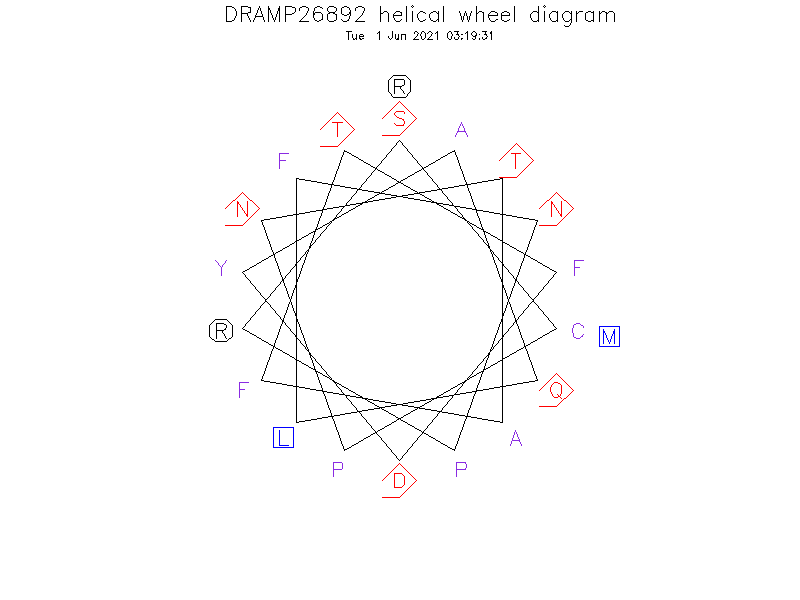 DRAMP26892 helical wheel diagram
Tue 1 Jun 2021 03:19:31
R
S
T A
F T
N N
Y F
R C M
F Q
L A
P P
D